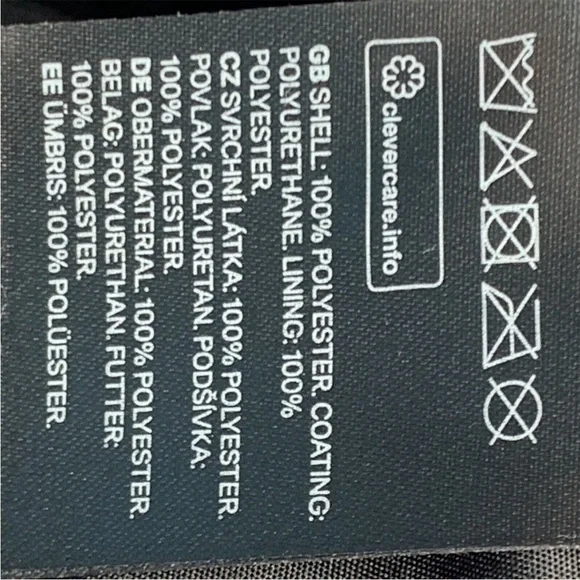 clevercare.info
GB SHELL: 100% POLYESTER. COATING:
POLYURETHANE. LINING: 100%
POLYESTER.
CZ SVRCHNÍ LÁTKA: 100% POLYESTER.
POVLAK: POLYURETAN. PODŠÍVKA:
100% POLYESTER.
DE OBERMATERIAL: 100% POLYESTER.
BELAG: POLYURETHAN. FUTTER:
100% POLYESTER.
EE ÜMBRIS: 100% POLÜESTER.